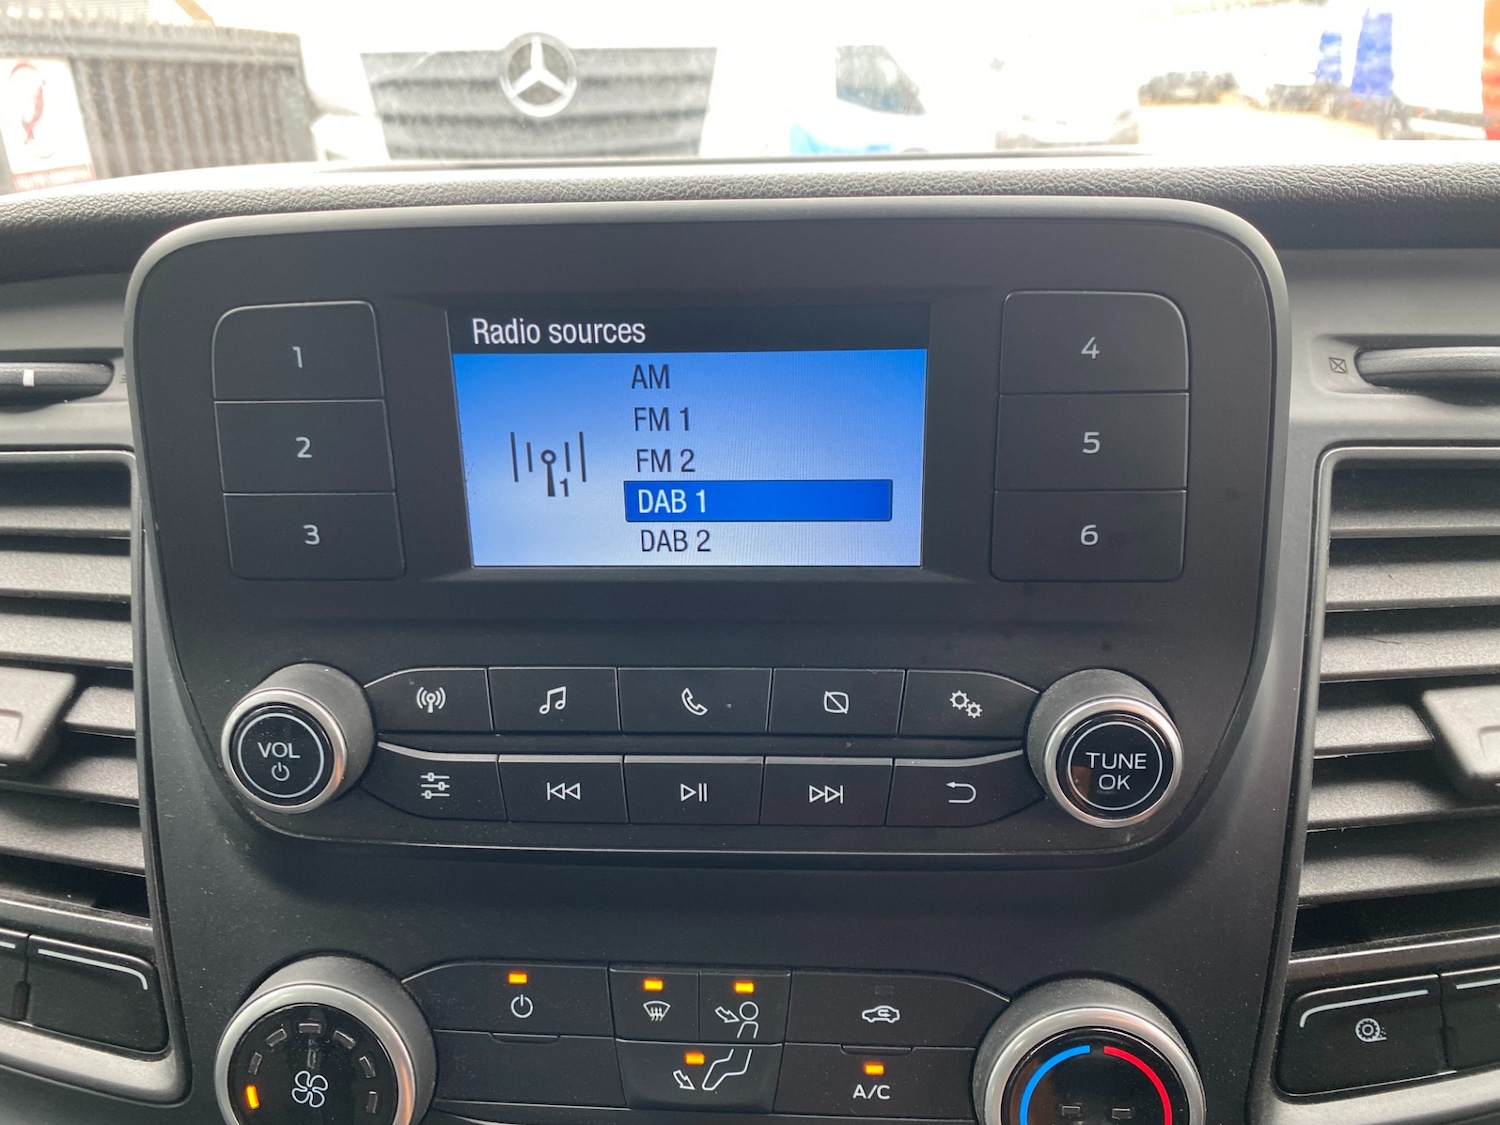 Radio sources
AM
FM 1
FM 2
DAB 1
DAB 2
1
1
2
3
4
5
6
VOL
TUNE
OK
A/C